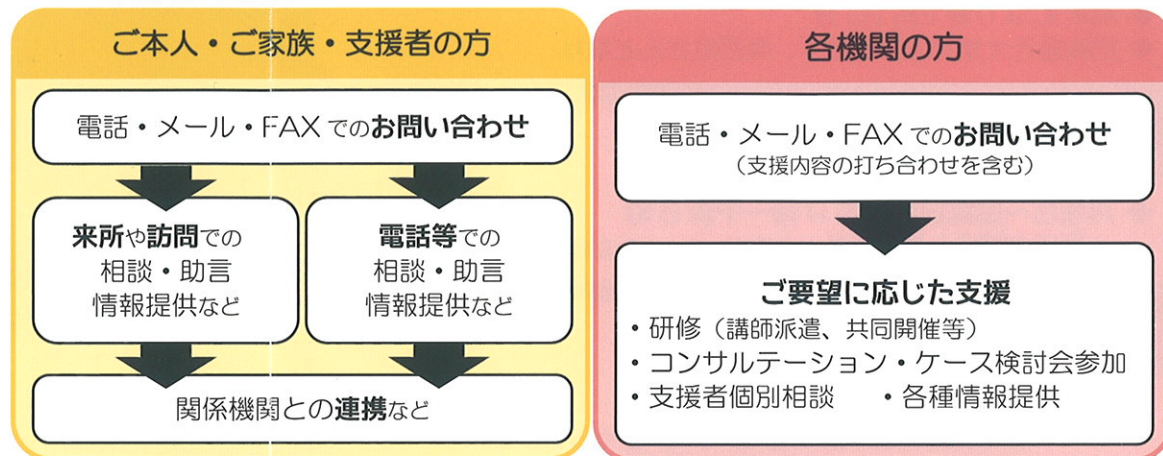 ご本人・ご家族・支援者の方
電話・メール・FAXでのお問い合わせ
来所や訪問での
相談・助言
情報提供など
電話等での
相談・助言
情報提供など
関係機関との連携など
各機関の方
電話・メール・FAXでのお問い合わせ
（支援内容の打ち合わせを含む）
ご要望に応じた支援
・研修（講師派遣、共同開催等）
・コンサルテーション・ケース検討会参加
・支援者個別相談　・各種情報提供